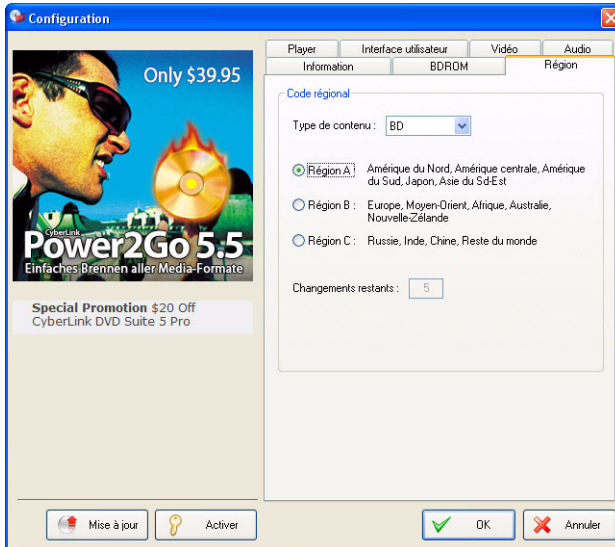 Configuration
Only $39.95
CyberLink
Power2Go 5.5
Einfaches Brennen aller Media-Formate
Special Promotion $20 Off
CyberLink DVD Suite 5 Pro
Mise à jour
Activer
Player
Interface utilisateur
Vidéo
Audio
Information
BDROM
Région
Code régional
Type de contenu :
BD
Région A
Amérique du Nord, Amérique centrale, Amérique
du Sud, Japon, Asie du Sd-Est
Région B :
Europe, Moyen-Orient, Afrique, Australie,
Nouvelle-Zélande
Région C :
Russie, Inde, Chine, Reste du monde
Changements restants :
5
OK
Annuler